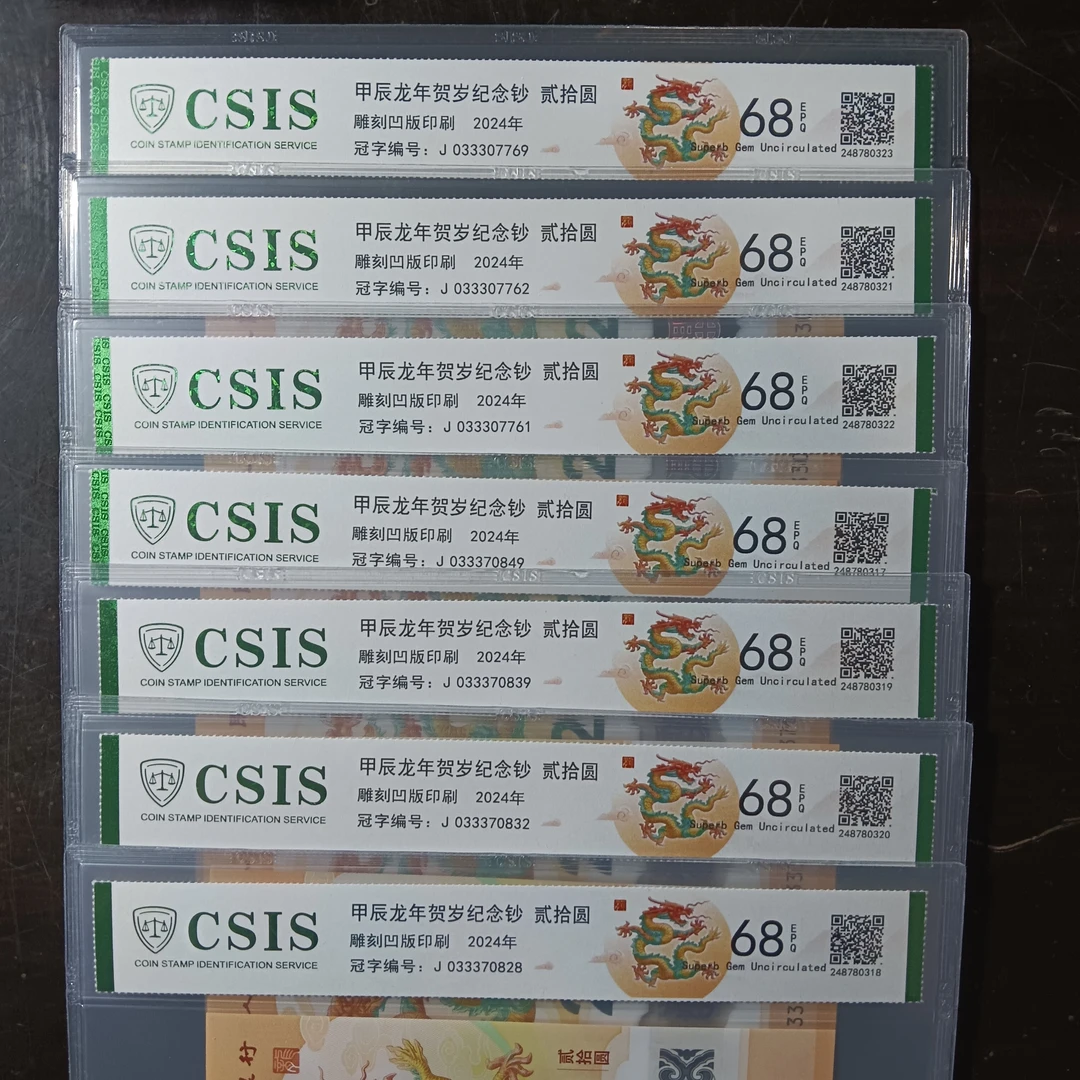 CSIS
COIN STAMP IDENTIFICATION SERVICE
甲辰龙年贺岁纪念钞 贰拾圆
雕刻凹版印刷 2024年
冠字编号：J 033307769
68 EPQ
Superb Gem Uncirculated
248780323
CSIS
COIN STAMP IDENTIFICATION SERVICE
甲辰龙年贺岁纪念钞 贰拾圆
雕刻凹版印刷 2024年
冠字编号：J 033307762
68 EPQ
Superb Gem Uncirculated
248780321
CSIS
COIN STAMP IDENTIFICATION SERVICE
甲辰龙年贺岁纪念钞 贰拾圆
雕刻凹版印刷 2024年
冠字编号：J 033307761
68 EPQ
Superb Gem Uncirculated
248780322
CSIS
COIN STAMP IDENTIFICATION SERVICE
甲辰龙年贺岁纪念钞 贰拾圆
雕刻凹版印刷 2024年
冠字编号：J 033370849
68 EPQ
Superb Gem Uncirculated
248780317
CSIS
COIN STAMP IDENTIFICATION SERVICE
甲辰龙年贺岁纪念钞 贰拾圆
雕刻凹版印刷 2024年
冠字编号：J 033370839
68 EPQ
Superb Gem Uncirculated
248780319
CSIS
COIN STAMP IDENTIFICATION SERVICE
甲辰龙年贺岁纪念钞 贰拾圆
雕刻凹版印刷 2024年
冠字编号：J 033370832
68 EPQ
Superb Gem Uncirculated
248780320
CSIS
COIN STAMP IDENTIFICATION SERVICE
甲辰龙年贺岁纪念钞 贰拾圆
雕刻凹版印刷 2024年
冠字编号：J 033370828
68 EPQ
Superb Gem Uncirculated
248780318
贰拾圆